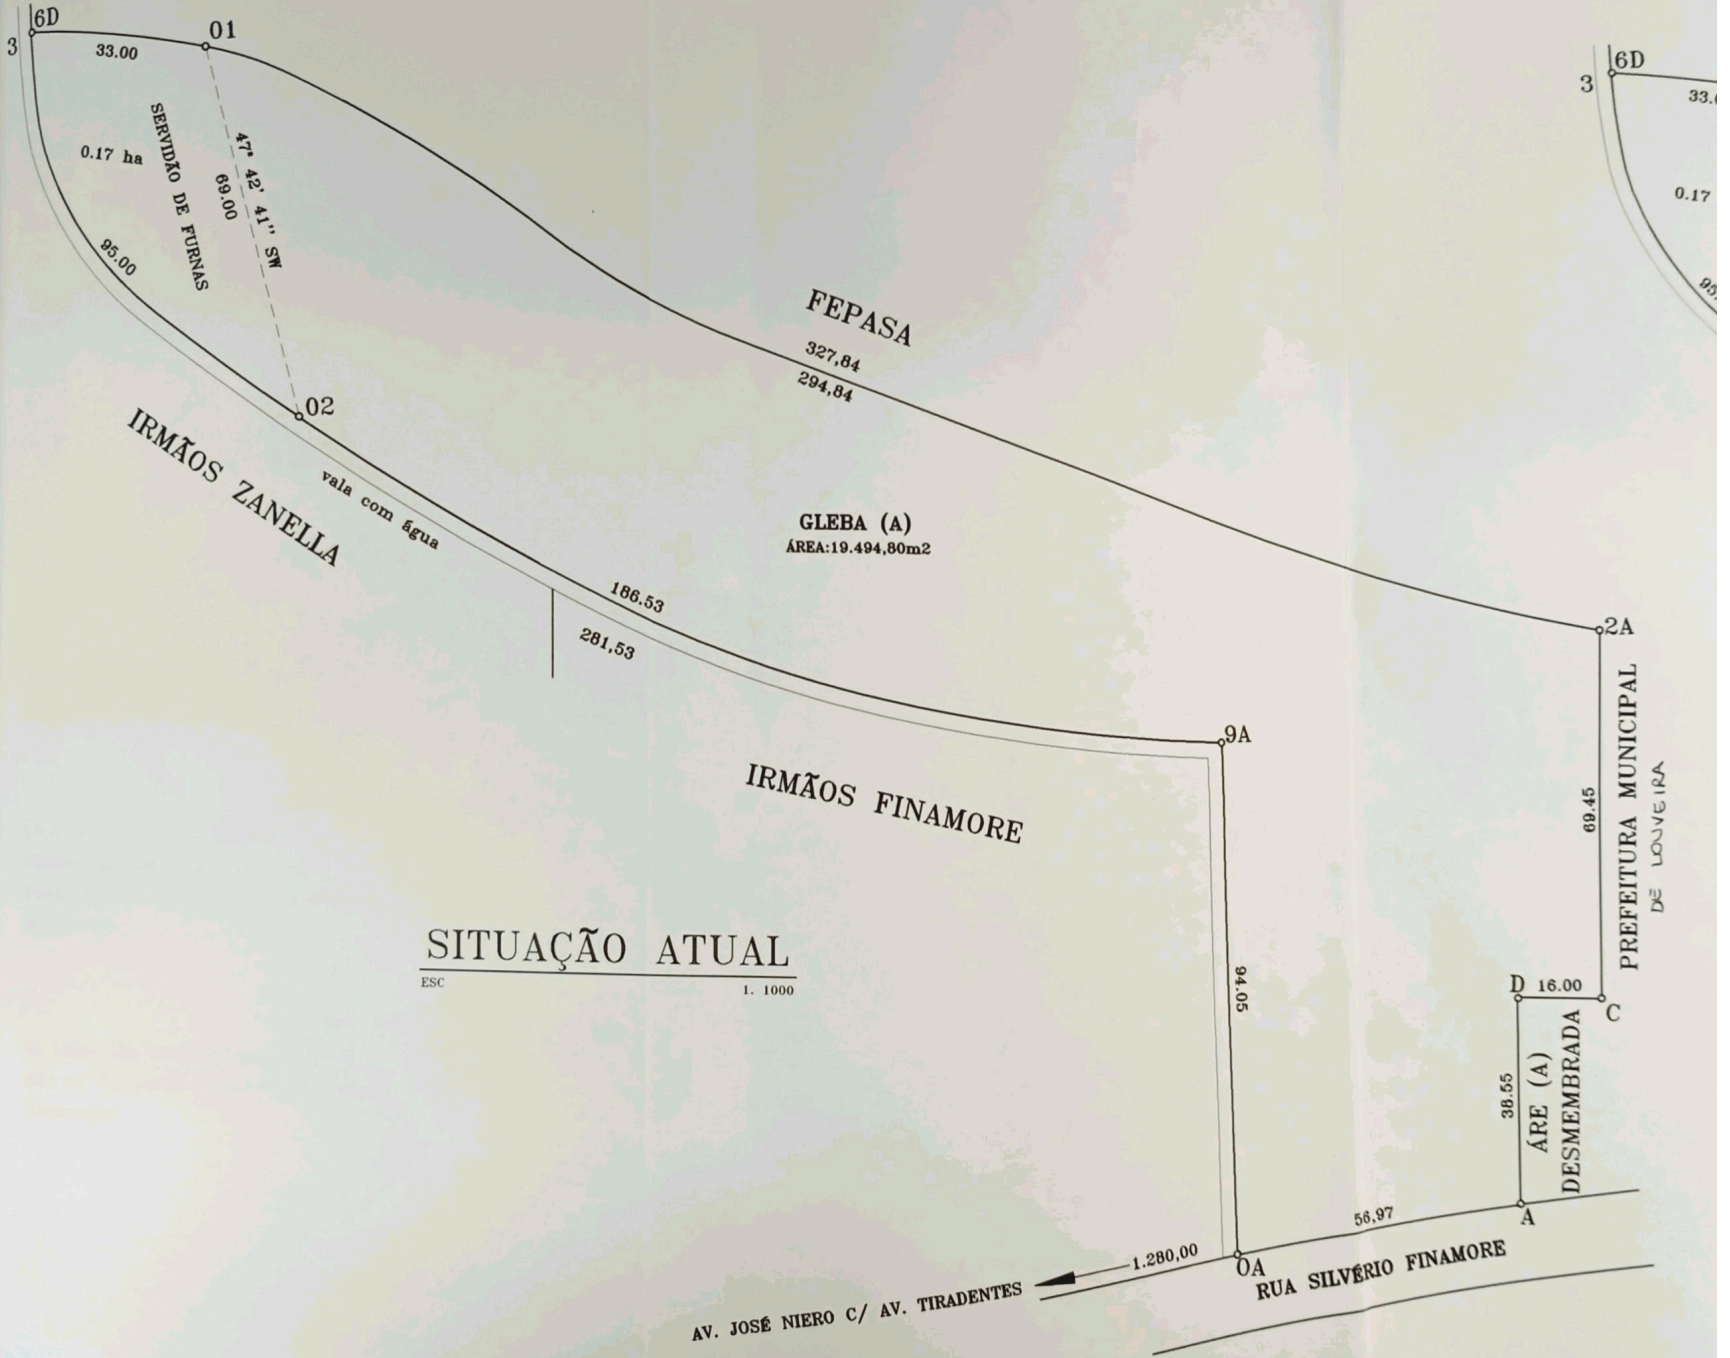 6D
01
3
33.00
6D
3
33.
0.17 ha
SERVIDÃO DE FURNAS
47° 42' 41" SW
69.00
0.17
95.00
95.
FEPASA
327,84
294,84
02
IRMÃOS ZANELLA
vala com água
GLEBA (A)
ÁREA:19.494,80m2
186.53
281,53
2A
9A
IRMÃOS FINAMORE
69.45
PREFEITURA MUNICIPAL
DE LOUVEIRA
SITUAÇÃO ATUAL
ESC 1. 1000
94.05
D 16.00
C
38.55
ÁRE (A)
DESMEMBRADA
56,97
A
1.280,00
0A
RUA SILVÉRIO FINAMORE
AV. JOSÉ NIERO C/ AV. TIRADENTES